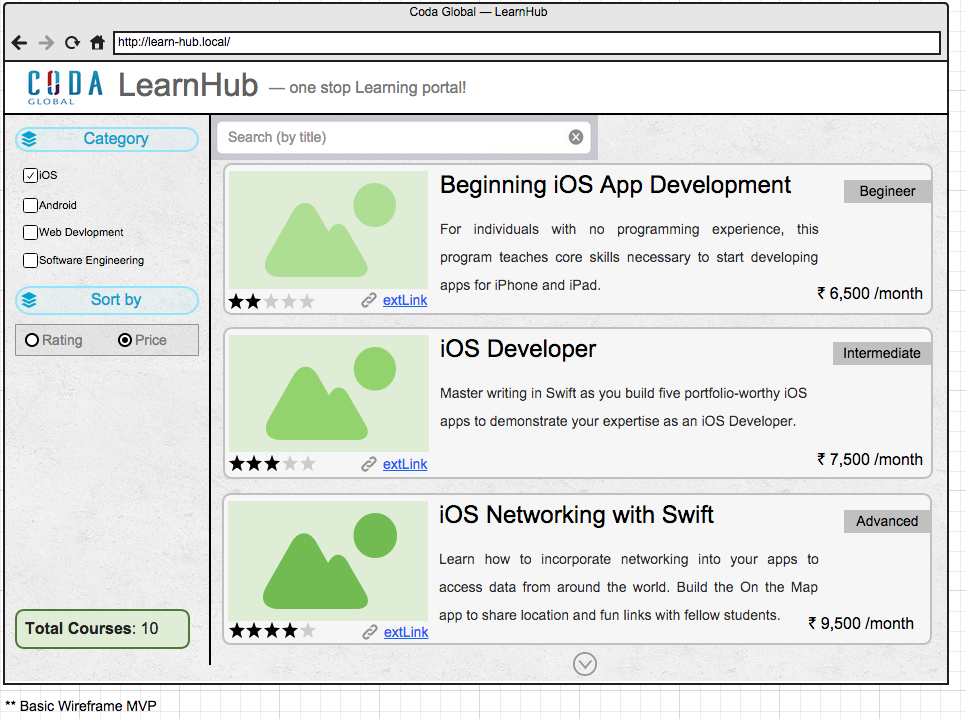 Coda Global — LearnHub
http://learn-hub.local/
CODA
GLOBAL
LearnHub — one stop Learning portal!
Category
iOS
Android
Web Devlopment
Software Engineering
Sort by
Rating
Price
Total Courses: 10
Search (by title)
Beginning iOS App Development
Begineer
For individuals with no programming experience, this
program teaches core skills necessary to start developing
apps for iPhone and iPad.
₹ 6,500 /month
extLink
iOS Developer
Intermediate
Master writing in Swift as you build five portfolio-worthy iOS
apps to demonstrate your expertise as an iOS Developer.
₹ 7,500 /month
extLink
iOS Networking with Swift
Advanced
Learn how to incorporate networking into your apps to
access data from around the world. Build the On the Map
app to share location and fun links with fellow students.
₹ 9,500 /month
extLink
** Basic Wireframe MVP